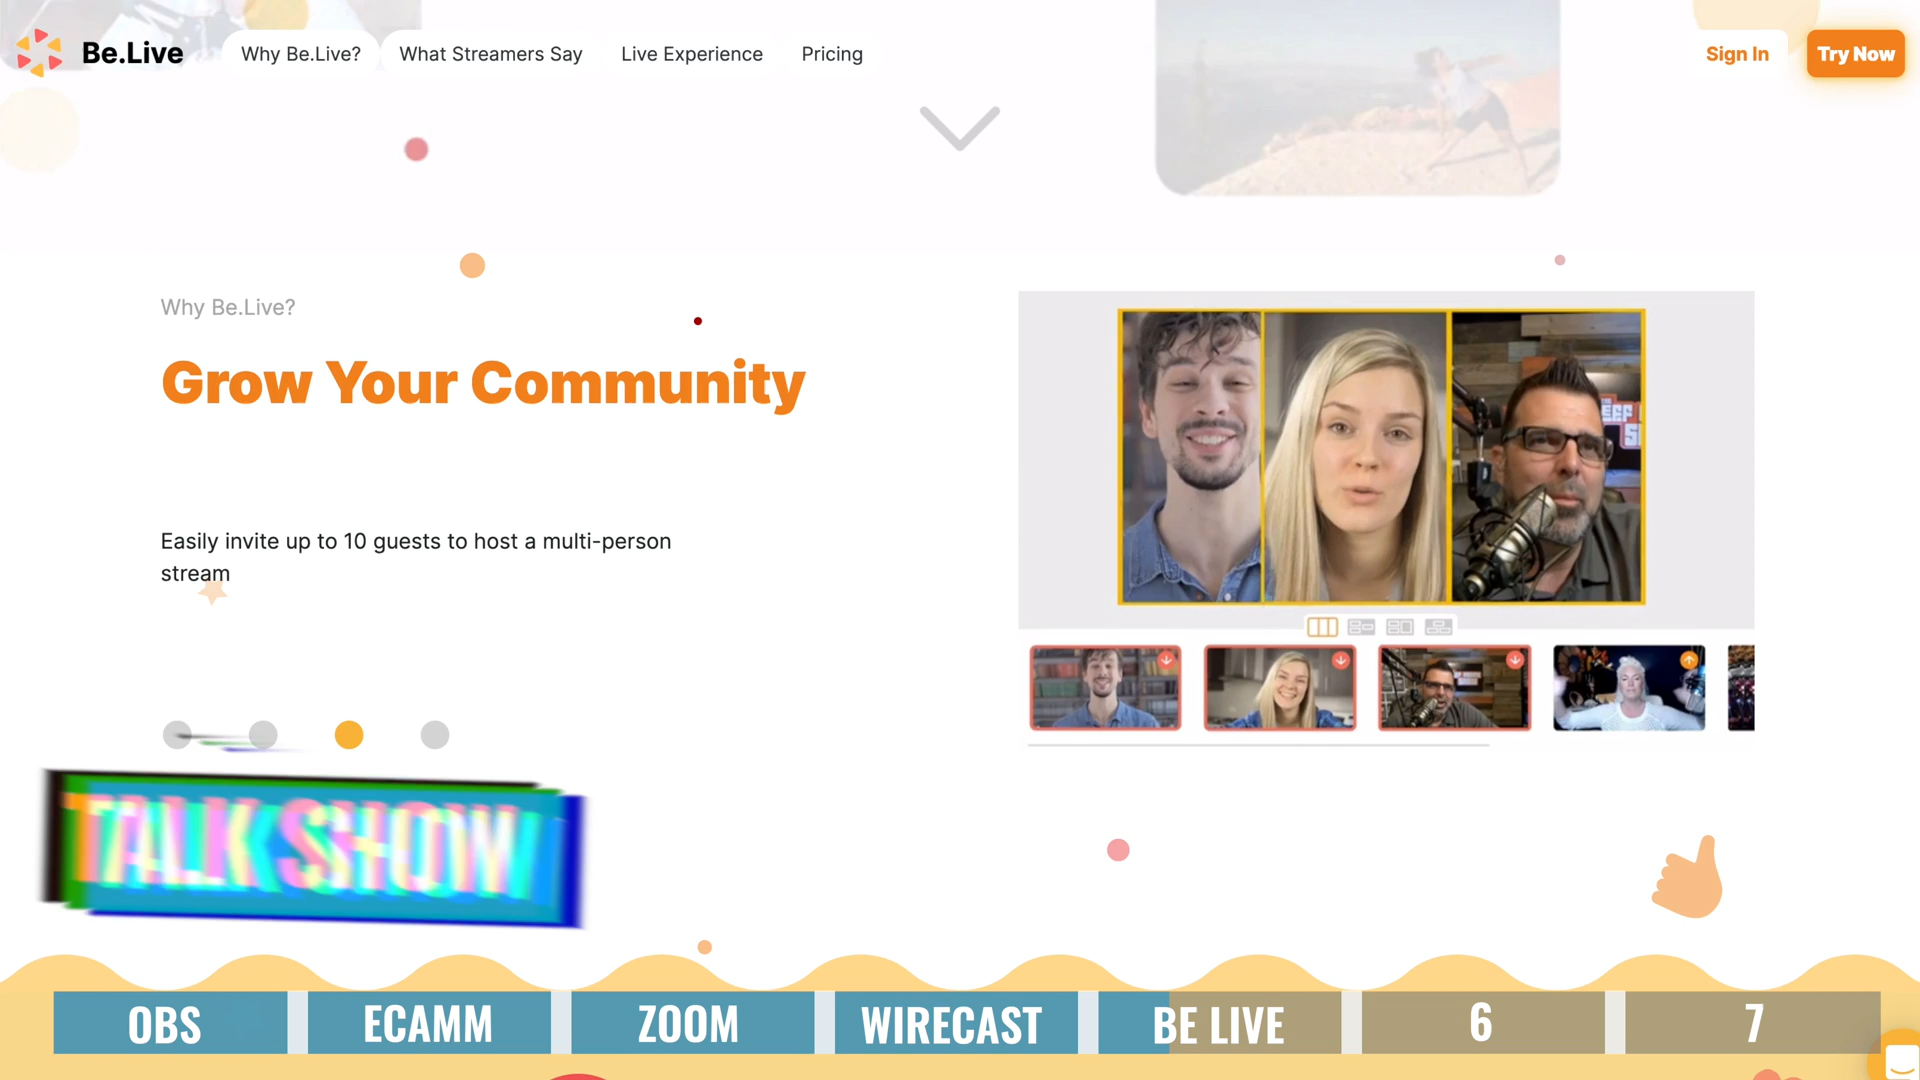 Be.Live
Why Be.Live?
What Streamers Say
Live Experience
Pricing
Sign In
Try Now
Why Be.Live?
Grow Your Community
Easily invite up to 10 guests to host a multi-person
stream
TALK SHOW
OBS
ECAMM
ZOOM
WIRECAST
BE LIVE
6
7